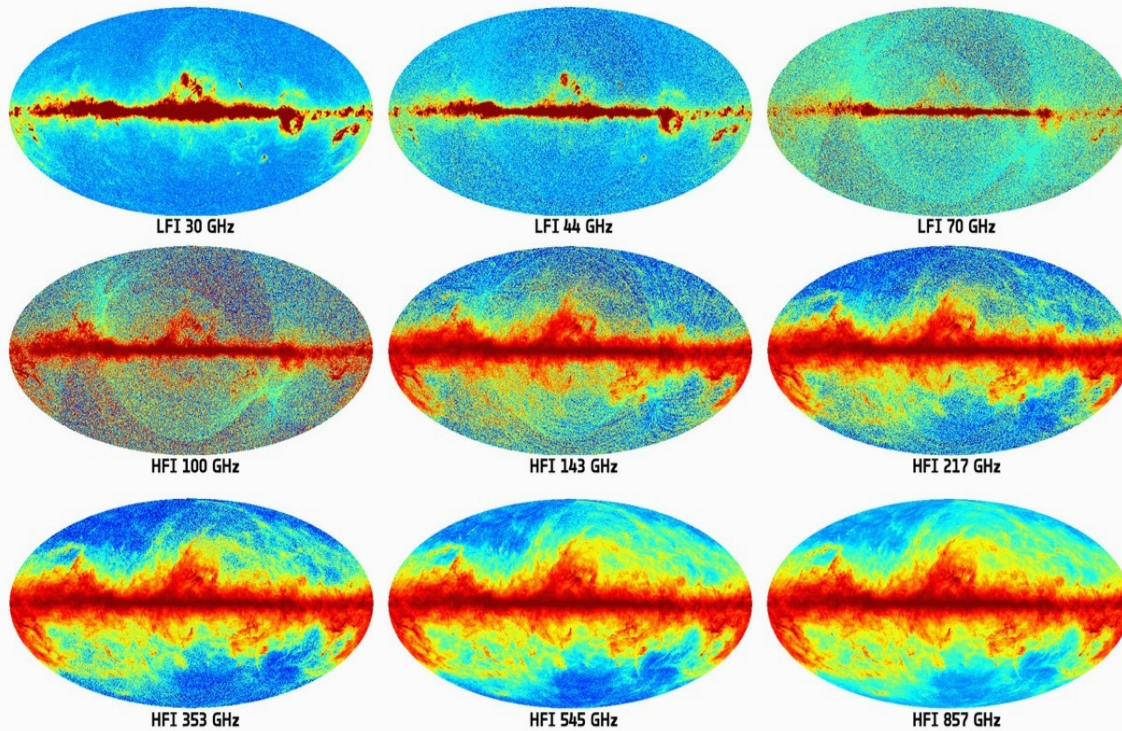 LFI 30 GHz
LFI 44 GHz
LFI 70 GHz
HFI 100 GHz
HFI 143 GHz
HFI 217 GHz
HFI 353 GHz
HFI 545 GHz
HFI 857 GHz